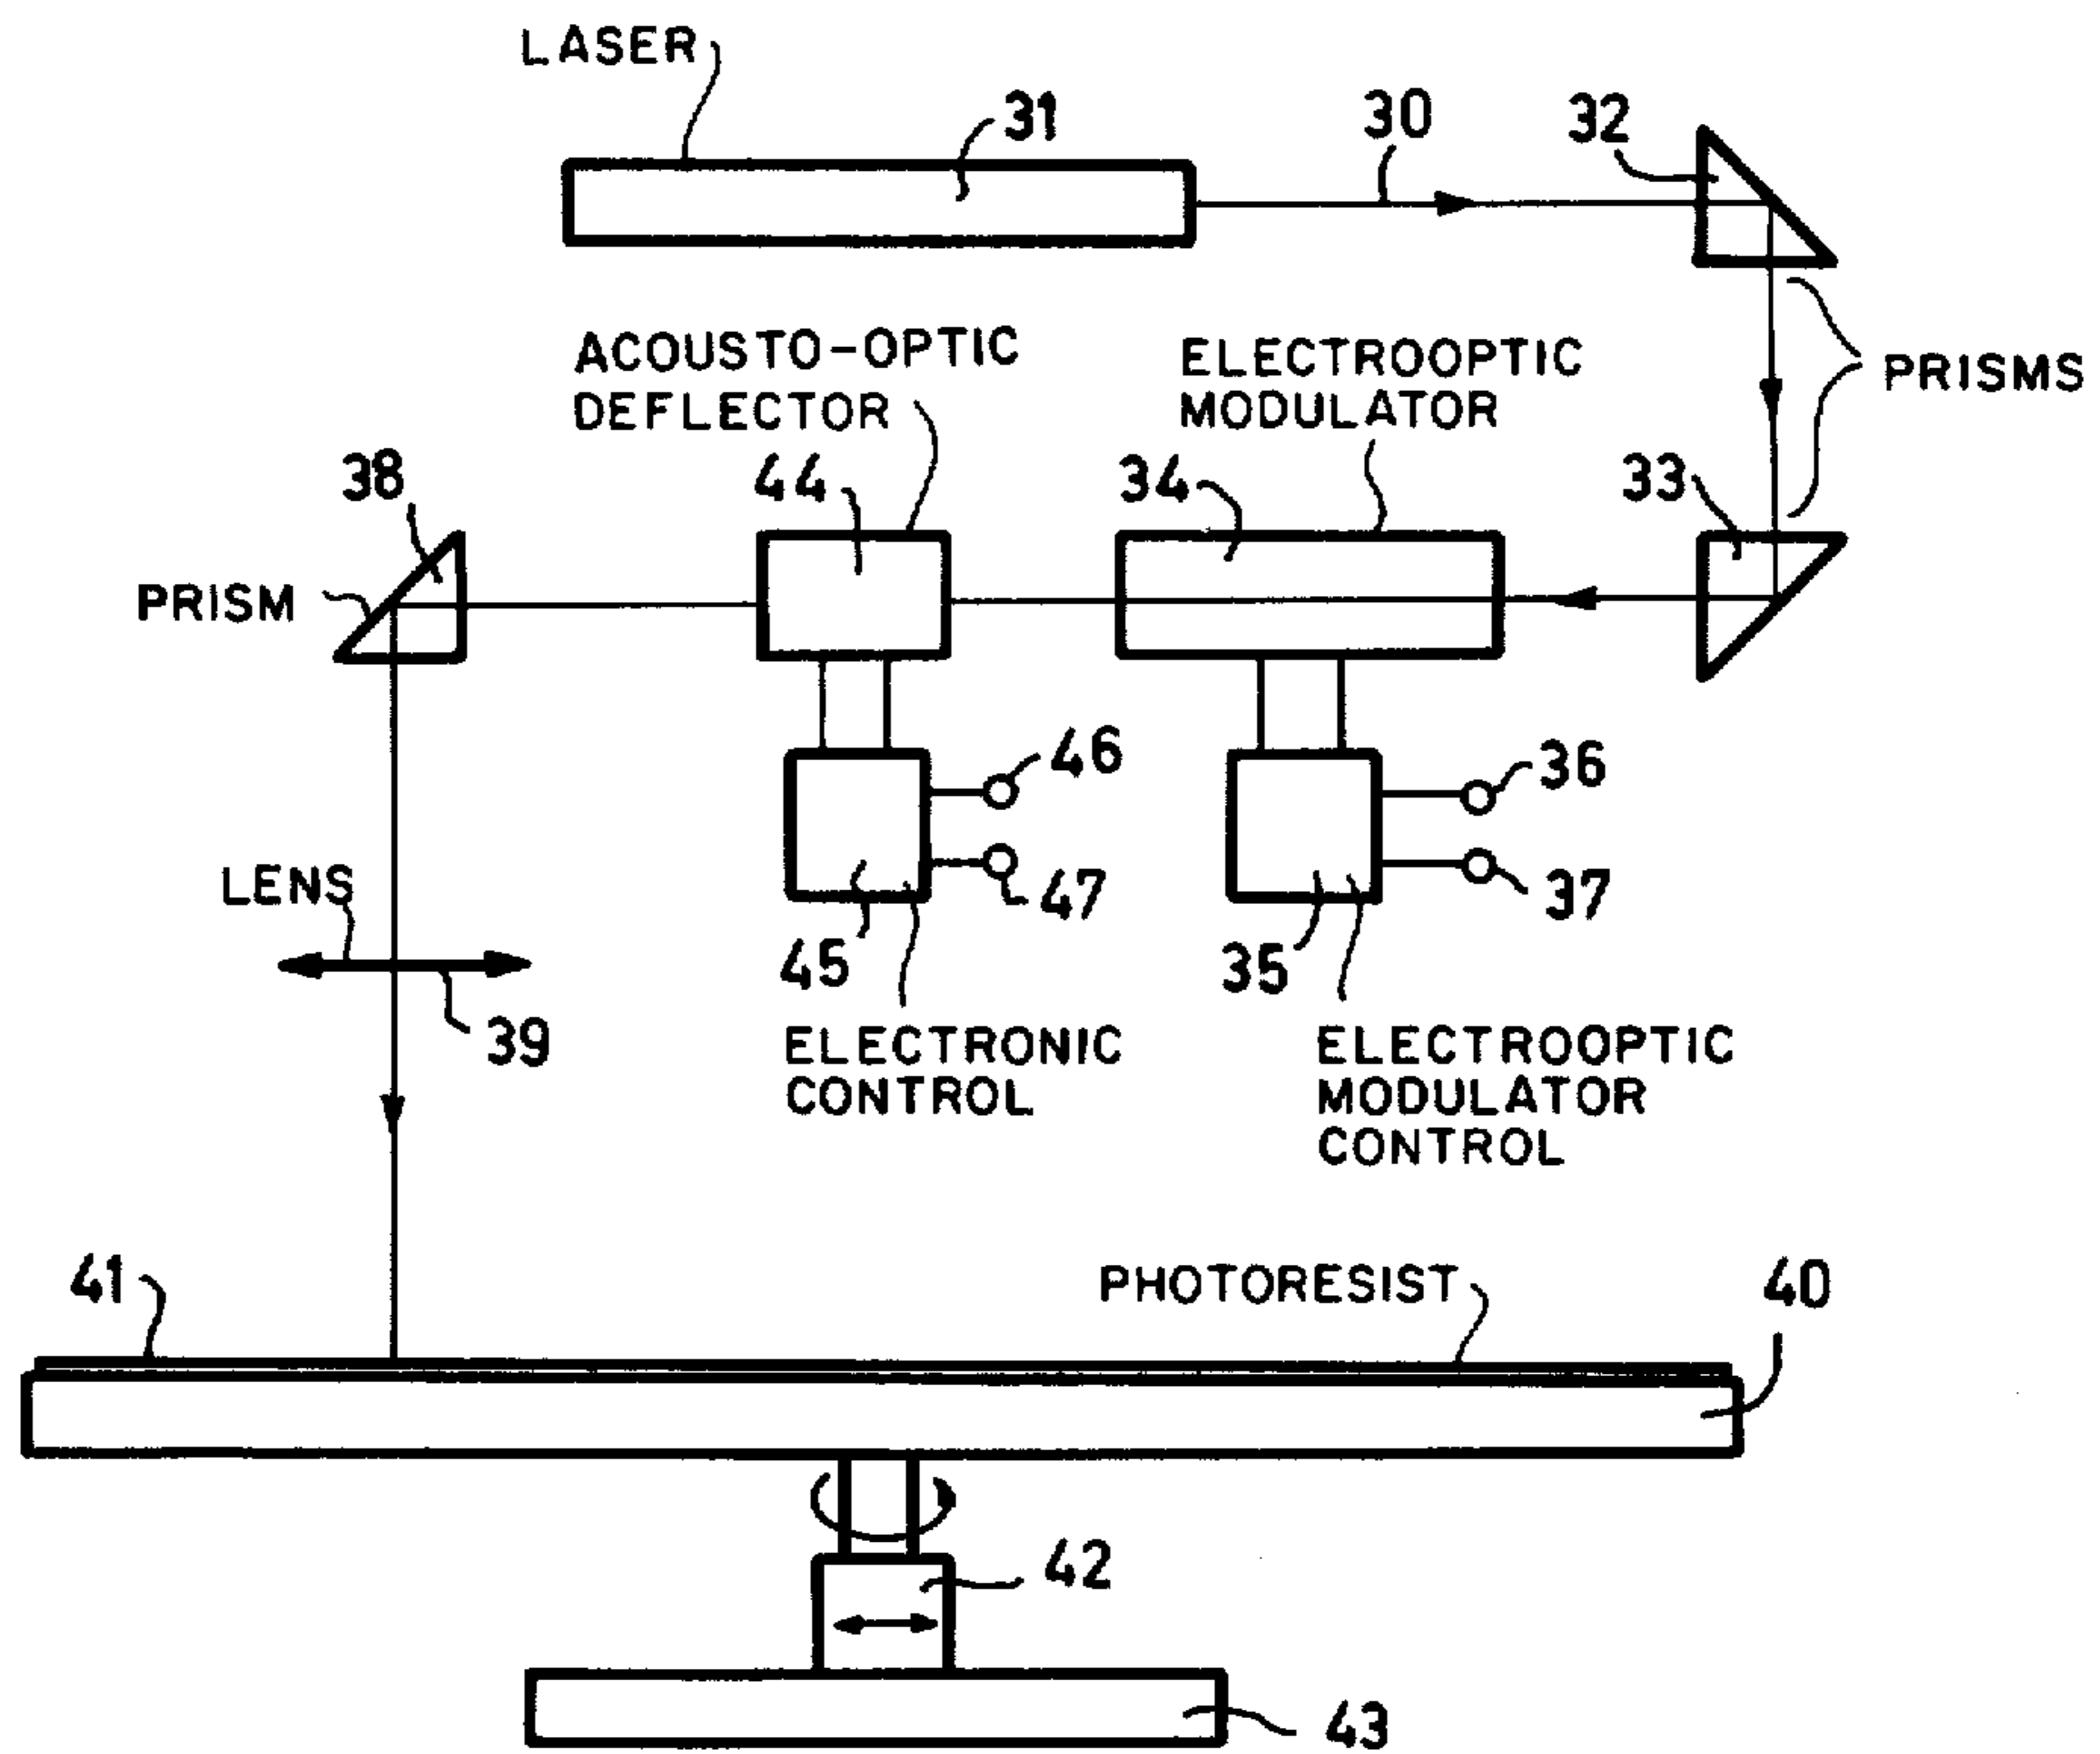 LASER
31
30
32
ACOUSTO-OPTIC
DEFLECTOR
ELECTROOPTIC
MODULATOR
PRISMS
38
44
34
33
PRISM
46
36
LENS
47
37
45
35
39
ELECTRONIC
CONTROL
ELECTROOPTIC
MODULATOR
CONTROL
41
PHOTORESIST
40
42
43